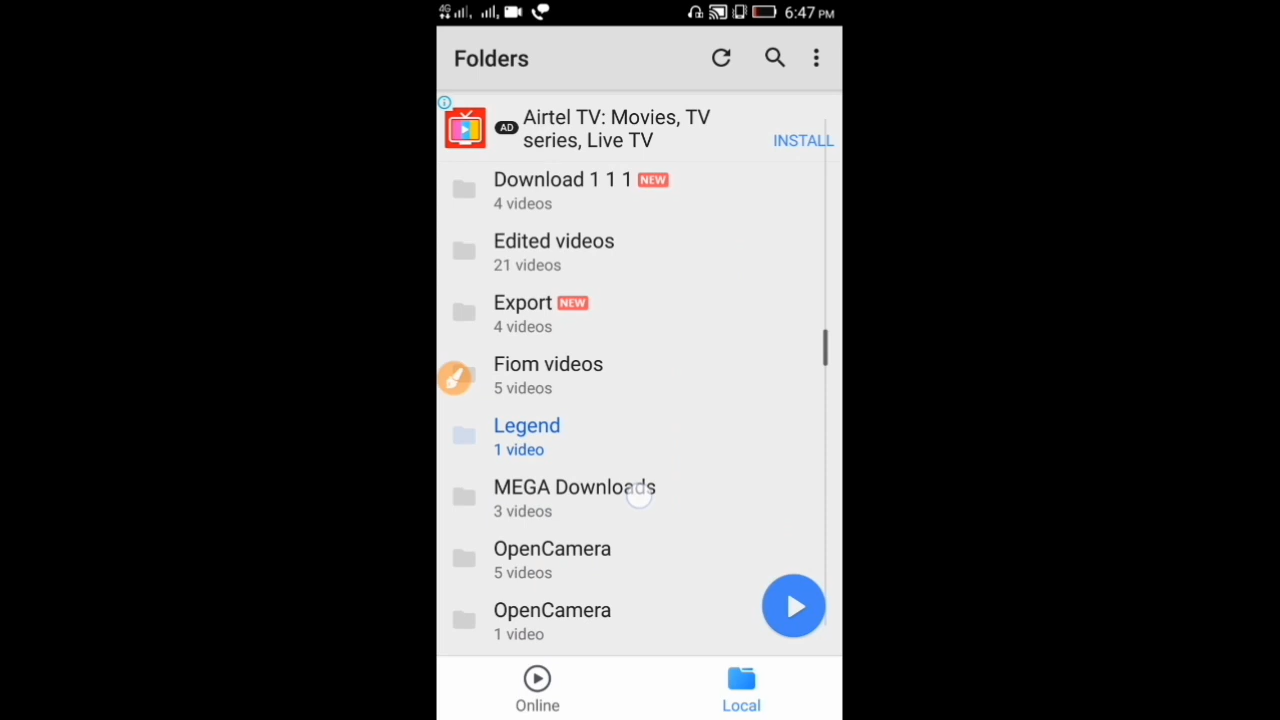 4G 6:47 PM
Folders
AD Airtel TV: Movies, TV
series, Live TV
INSTALL
Download 1 1 1 NEW
4 videos
Edited videos
21 videos
Export NEW
4 videos
Fiom videos
5 videos
Legend
1 video
MEGA Downloads
3 videos
OpenCamera
5 videos
OpenCamera
1 video
Online Local